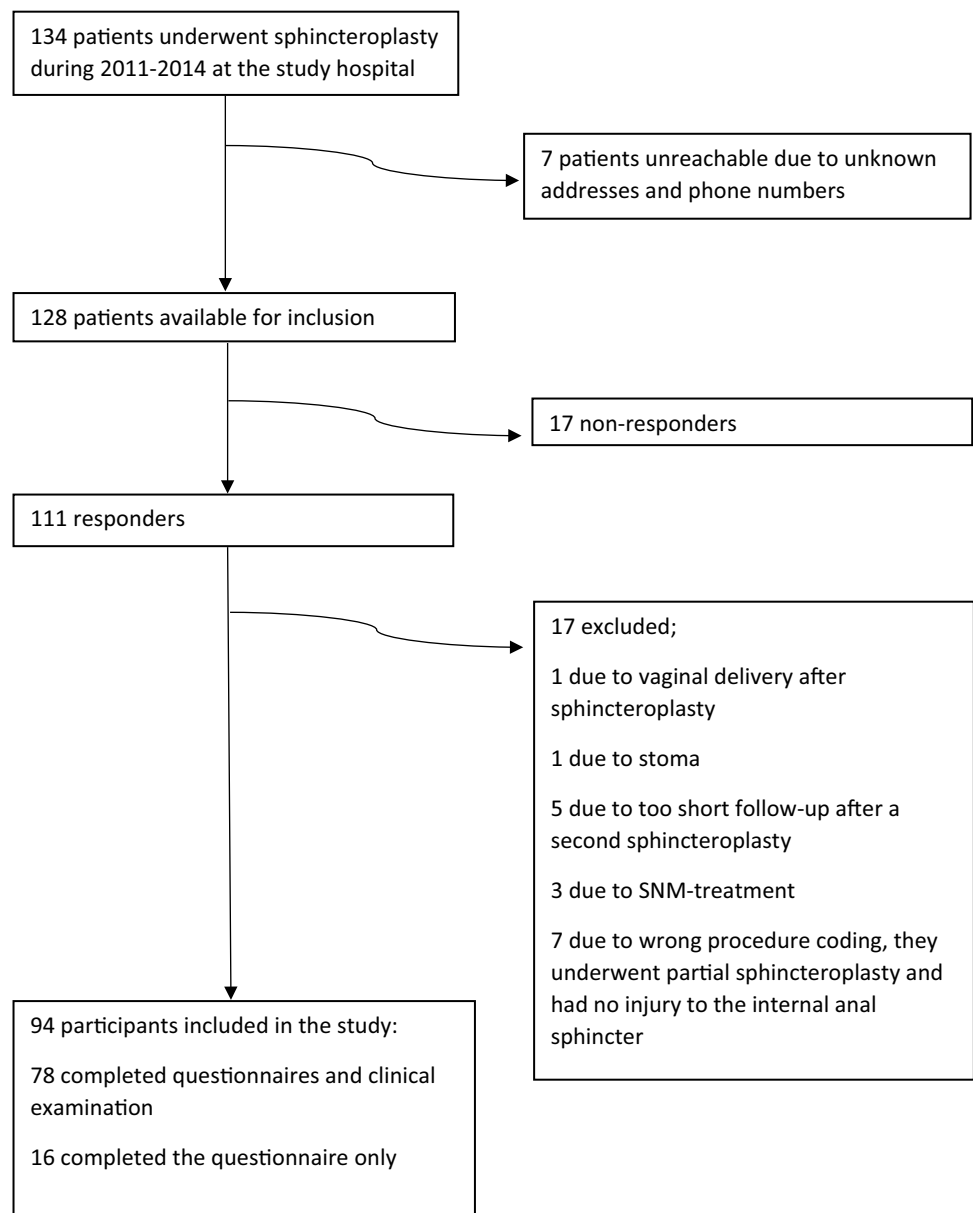 134 patients underwent sphincteroplasty
during 2011-2014 at the study hospital
7 patients unreachable due to unknown
addresses and phone numbers
128 patients available for inclusion
17 non-responders
111 responders
17 excluded;
1 due to vaginal delivery after
sphincteroplasty
1 due to stoma
5 due to too short follow-up after a
second sphincteroplasty
3 due to SNM-treatment
7 due to wrong procedure coding, they
underwent partial sphincteroplasty and
had no injury to the internal anal
sphincter
94 participants included in the study:
78 completed questionnaires and clinical
examination
16 completed the questionnaire only